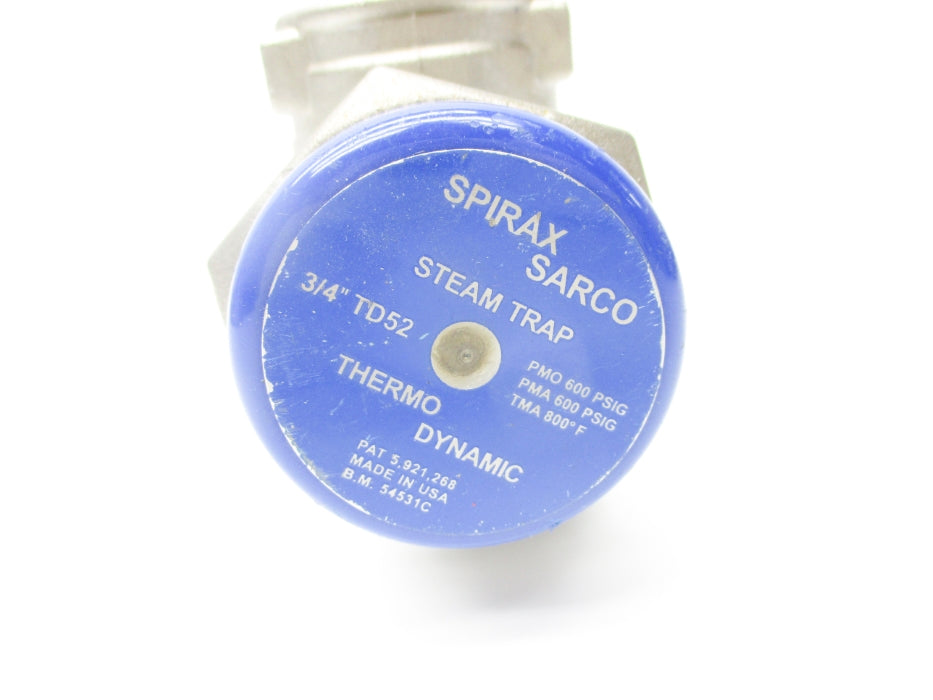 SPIRAX
SARCO
STEAM TRAP
3/4" TD52
PMO 600 PSIG
PMA 600 PSIG
TMA 800°F
THERMO
DYNAMIC
PAT 5,921,268
MADE IN USA
B.M. 54531C